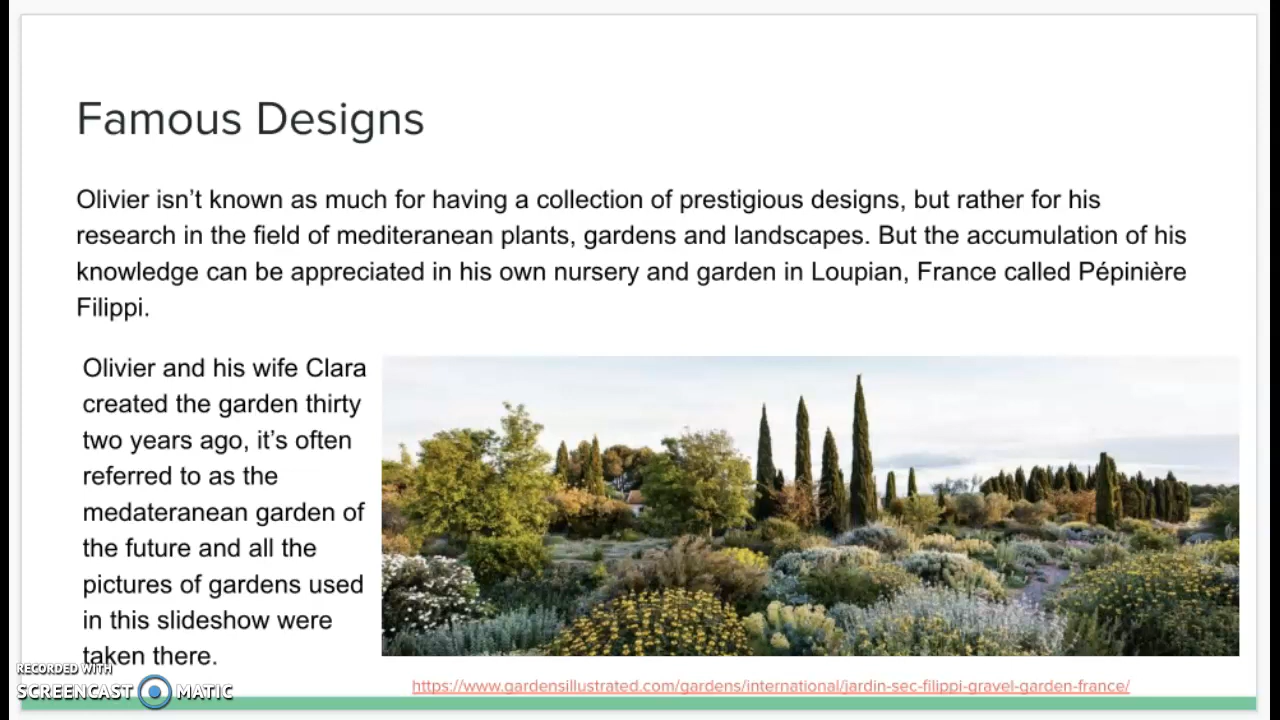 Famous Designs
Olivier isn’t known as much for having a collection of prestigious designs, but rather for his
research in the field of mediteranean plants, gardens and landscapes. But the accumulation of his
knowledge can be appreciated in his own nursery and garden in Loupian, France called Pépinière
Filippi.
Olivier and his wife Clara
created the garden thirty
two years ago, it’s often
referred to as the
medateranean garden of
the future and all the
pictures of gardens used
in this slideshow were
taken there.
https://www.gardensillustrated.com/gardens/international/jardin-sec-filippi-gravel-garden-france/
RECORDED WITH
SCREENCAST MATIC